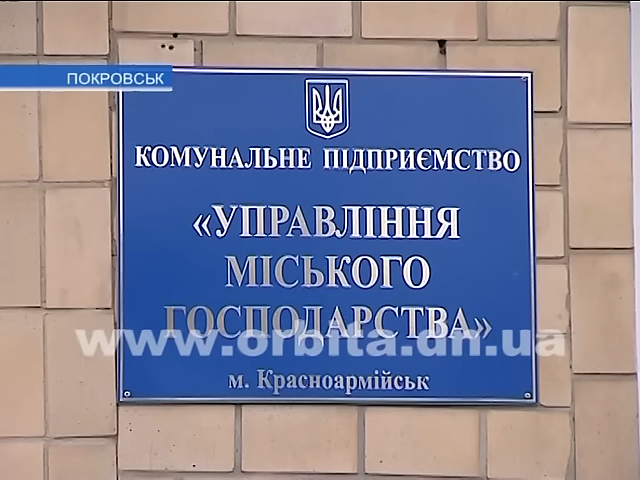 ПОКРОВСЬК
КОМУНАЛЬНЕ ПІДПРИЄМСТВО
«УПРАВЛІННЯ
МІСЬКОГО
ГОСПОДАРСТВА»
www.orbita.dn.ua
м. Красноармійськ